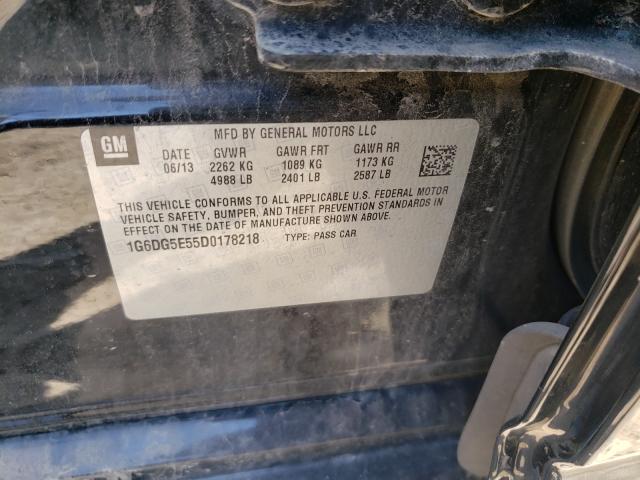 GM MFD BY GENERAL MOTORS LLC
DATE GVWR GAWR FRT GAWR RR
06/13 2262 KG 1089 KG 1173 KG
4988 LB 2401 LB 2587 LB
THIS VEHICLE CONFORMS TO ALL APPLICABLE U.S. FEDERAL MOTOR
VEHICLE SAFETY, BUMPER, AND THEFT PREVENTION STANDARDS IN
EFFECT ON THE DATE OF MANUFACTURE SHOWN ABOVE.
1G6DG5E55D0178218 TYPE: PASS CAR